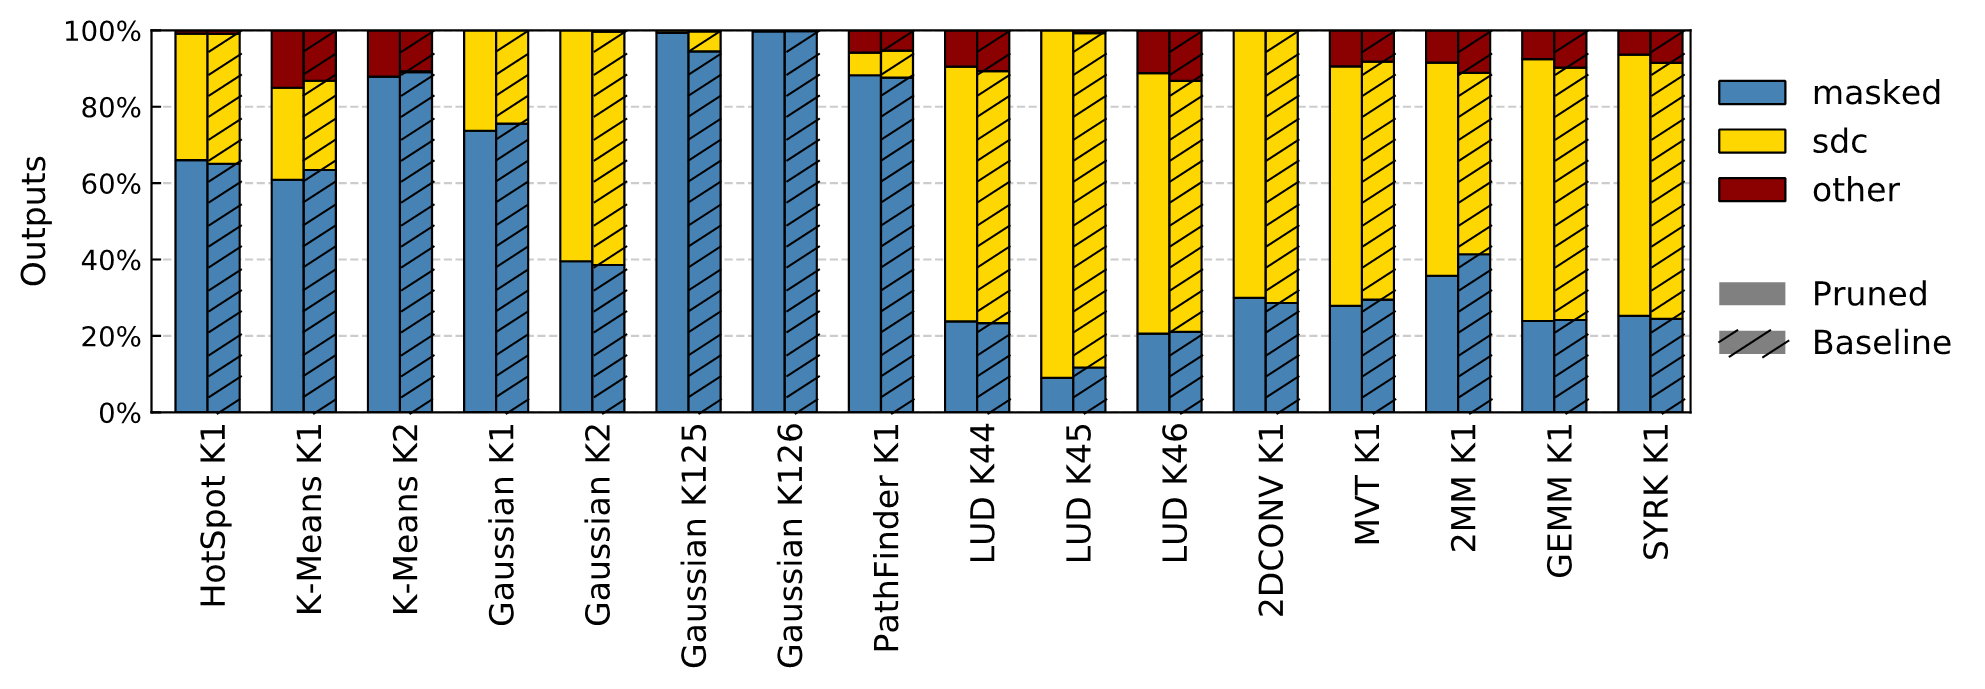 Outputs
100%
80%
60%
40%
20%
0%
HotSpot K1
K-Means K1
K-Means K2
Gaussian K1
Gaussian K2
Gaussian K125
Gaussian K126
PathFinder K1
LUD K44
LUD K45
LUD K46
2DCONV K1
MVT K1
2MM K1
GEMM K1
SYRK K1
masked
sdc
other
Pruned
Baseline